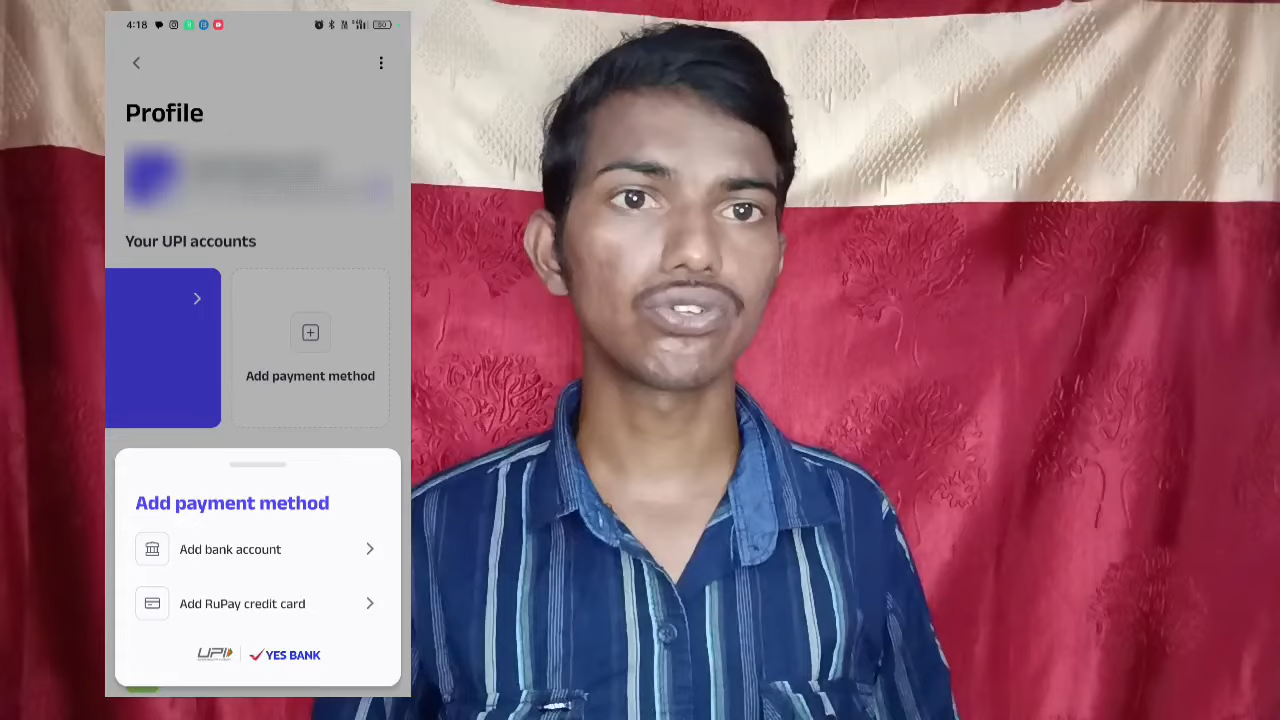 4:18
60
Profile
Your UPI accounts
Add payment method
Add payment method
Add bank account
Add RuPay credit card
UPI
YES BANK